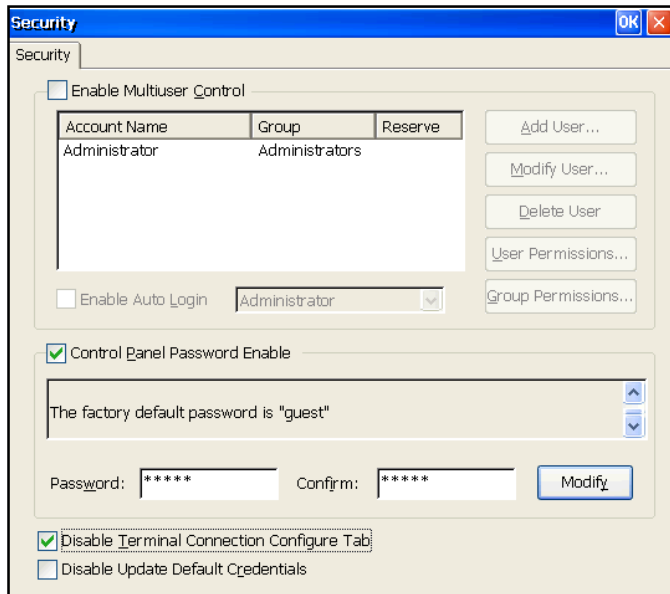 Security OK
Security
Enable Multiuser Control
Account Name Group Reserve
Administrator Administrators
Add User...
Modify User...
Delete User
User Permissions...
Group Permissions...
Enable Auto Login Administrator
Control Panel Password Enable
The factory default password is "guest"
Password: ***** Confirm: ***** Modify
Disable Terminal Connection Configure Tab
Disable Update Default Credentials